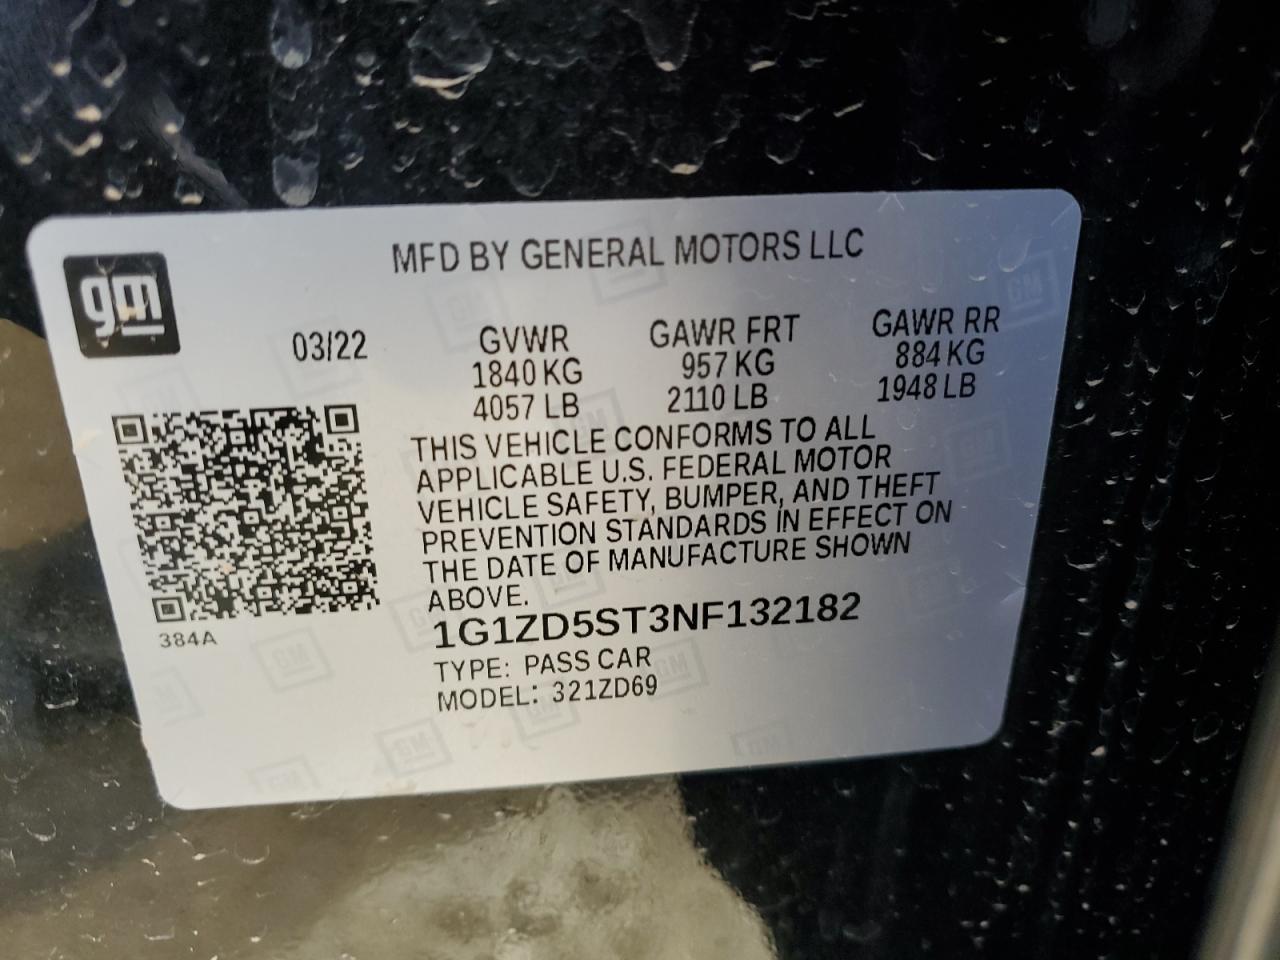 MFD BY GENERAL MOTORS LLC
gm
03/22
GVWR
1840 KG
4057 LB
GAWR FRT
957 KG
2110 LB
GAWR RR
884 KG
1948 LB
THIS VEHICLE CONFORMS TO ALL
APPLICABLE U.S. FEDERAL MOTOR
VEHICLE SAFETY, BUMPER, AND THEFT
PREVENTION STANDARDS IN EFFECT ON
THE DATE OF MANUFACTURE SHOWN
ABOVE.
384A
1G1ZD5ST3NF132182
TYPE: PASS CAR
MODEL: 321ZD69